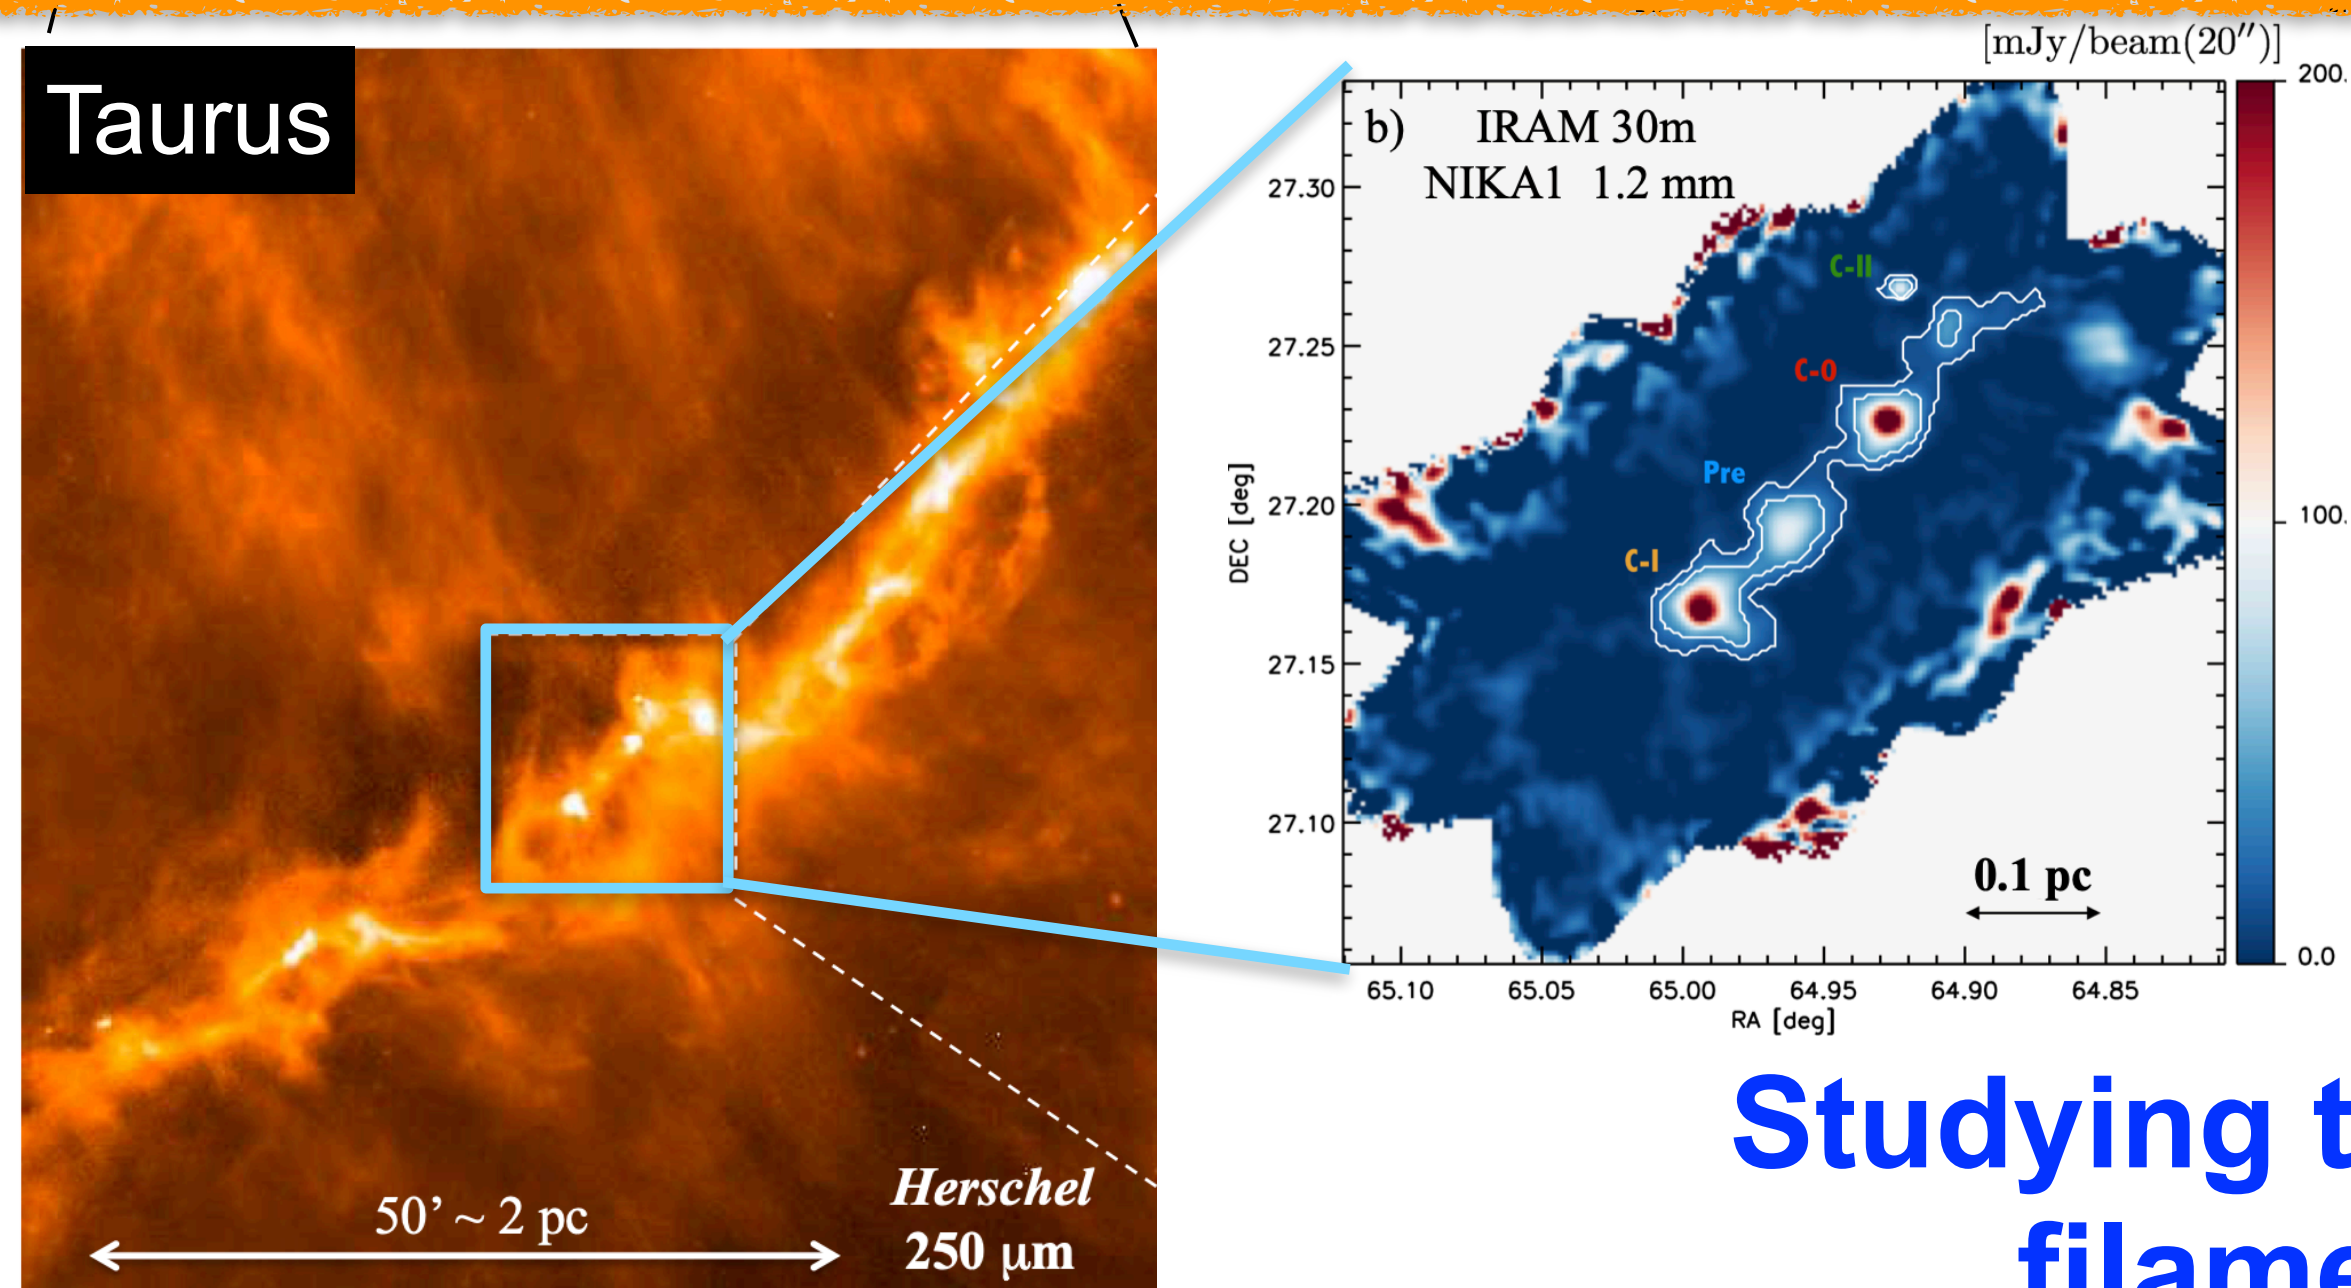 Taurus
50’ ~ 2 pc
Herschel
250 μm
[mJy/beam(20″)]
b) IRAM 30m
NIKA1 1.2 mm
C-II
C-0
Pre
C-I
0.1 pc
DEC [deg]
27.30
27.25
27.20
27.15
27.10
65.10 65.05 65.00 64.95 64.90 64.85
RA [deg]
200.
100.
0.0
Studying t
filame